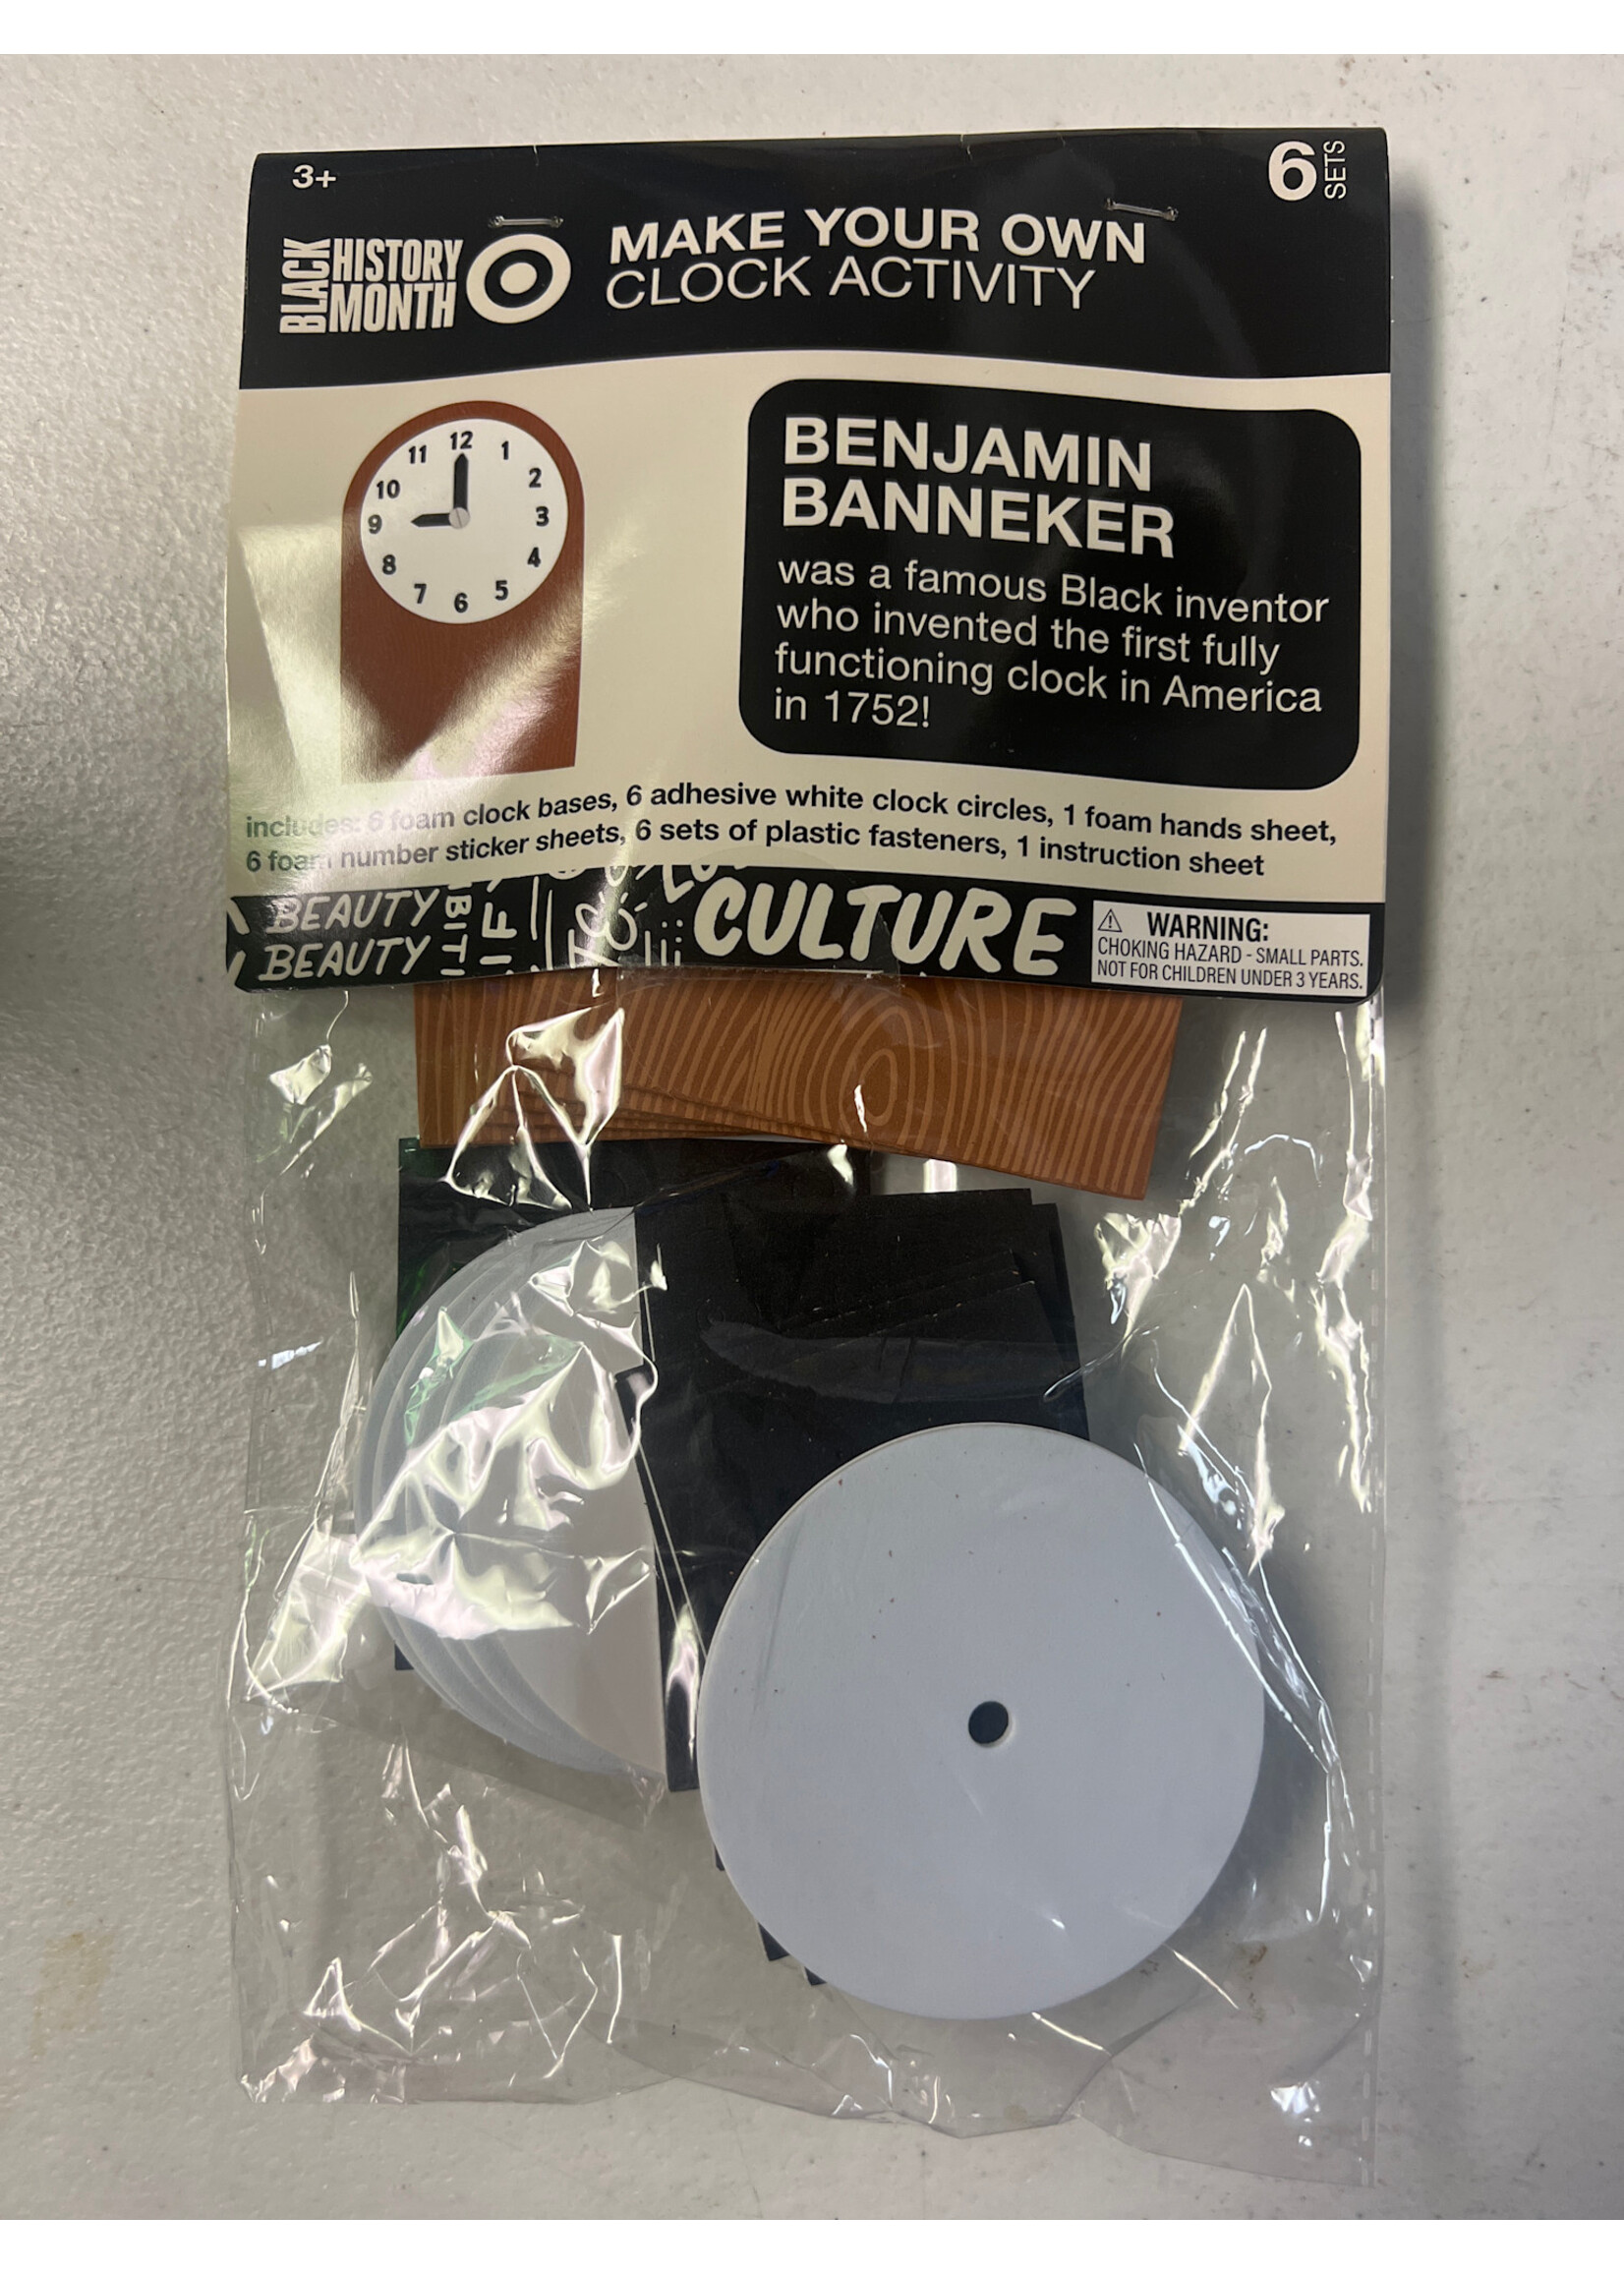 3+
6 SETS
BLACK HISTORY MONTH
MAKE YOUR OWN
CLOCK ACTIVITY
12
1
2
3
4
5
6
7
8
9
10
11
BENJAMIN
BANNEKER
was a famous Black inventor
who invented the first fully
functioning clock in America
in 1752!
includes: 6 foam clock bases, 6 adhesive white clock circles, 1 foam hands sheet,
6 foam number sticker sheets, 6 sets of plastic fasteners, 1 instruction sheet
BEAUTY
BEAUTY
CULTURE
WARNING:
CHOKING HAZARD - SMALL PARTS.
NOT FOR CHILDREN UNDER 3 YEARS.